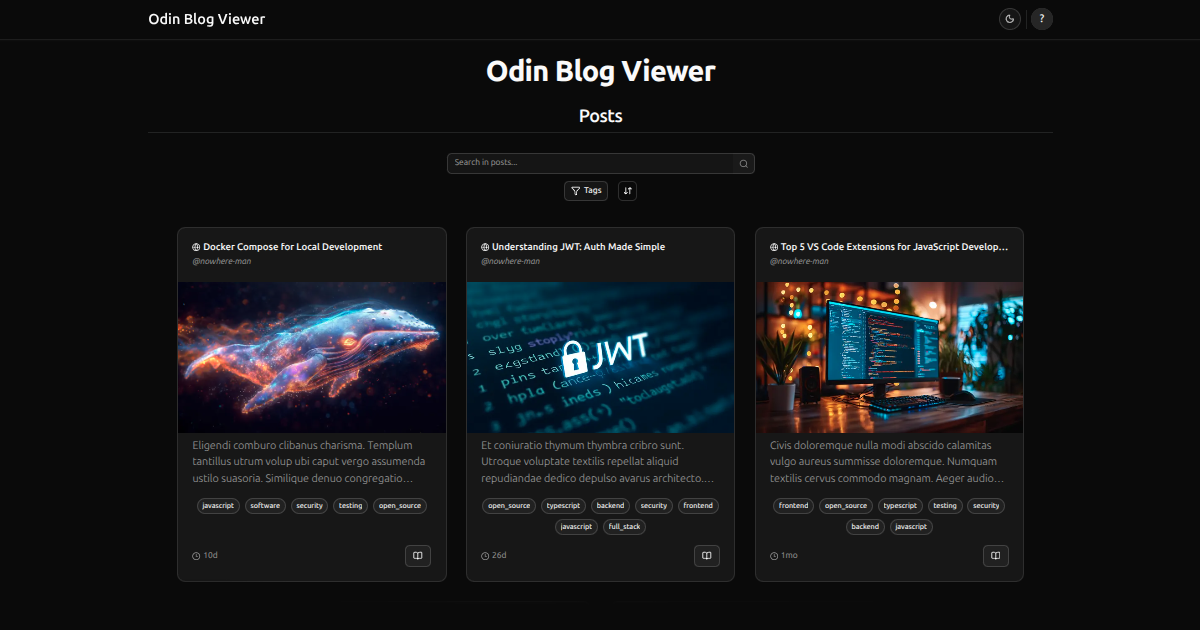 Odin Blog Viewer
?
Odin Blog Viewer
Posts
Search in posts...
Tags
Docker Compose for Local Development
@nowhere-man
Eligendi comburo clibanus charisma. Templum
tantillus utrum volup ubi caput vergo assumenda
ustilo suasoria. Similique denuo congregatio…
javascript software security testing open_source
10d
Understanding JWT: Auth Made Simple
@nowhere-man
over
stop
JWT
pins
hpla
ineds
Et coniuratio thymum thymbra cribro sunt.
Utroque voluptate textilis repellat aliquid
repudiandae dedico depulso avarus architecto.…
open_source typescript backend security frontend
javascript full_stack
26d
Top 5 VS Code Extensions for JavaScript Develop...
@nowhere-man
Civis doloremque nulla modi abscido calamitas
vulgo aureus summisse doloremque. Numquam
textilis cervus commodo magnam. Aeger audio…
frontend open_source typescript testing security
backend javascript
1mo